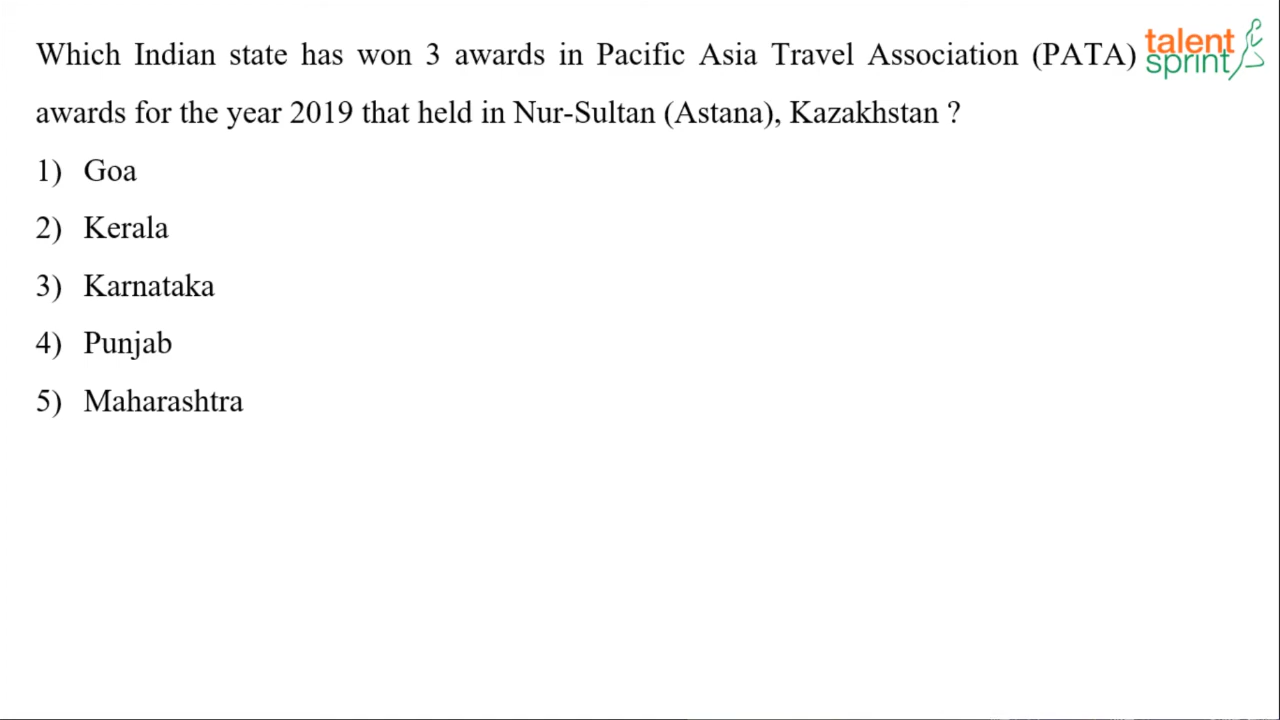 Which Indian state has won 3 awards in Pacific Asia Travel Association (PATA)
awards for the year 2019 that held in Nur-Sultan (Astana), Kazakhstan ?
1) Goa
2) Kerala
3) Karnataka
4) Punjab
5) Maharashtra
talent
sprint